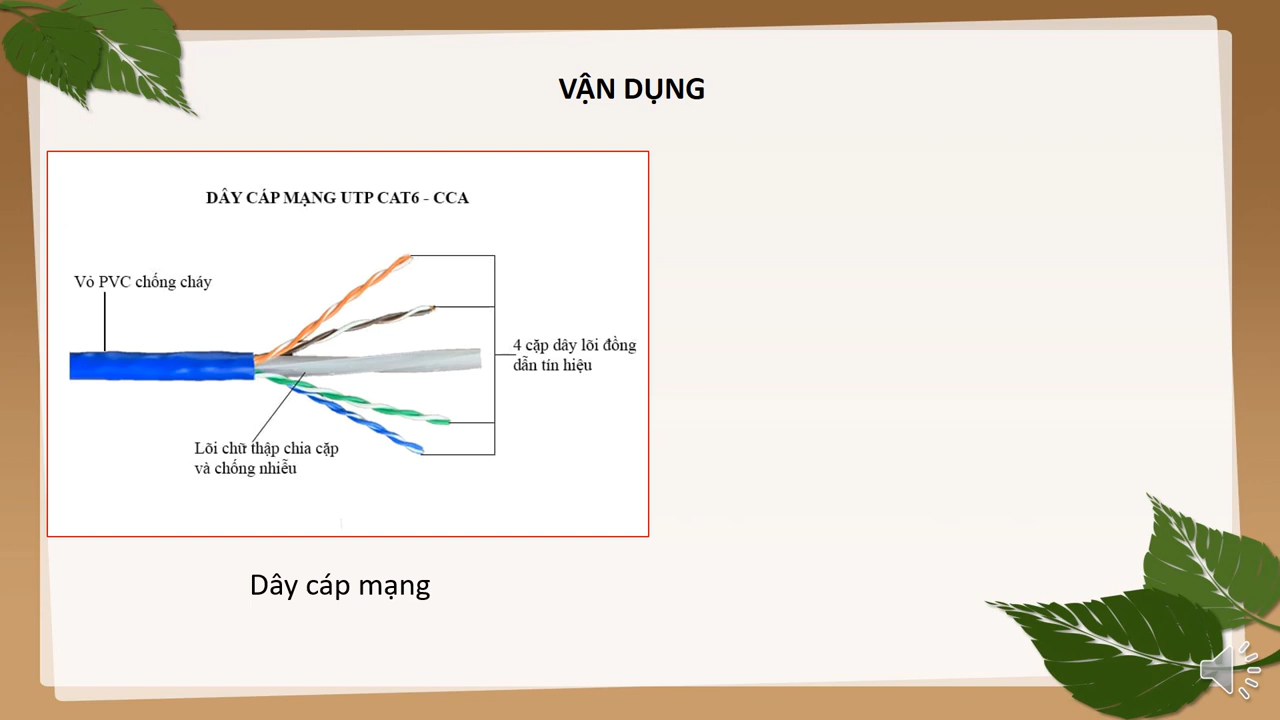 VẬN DỤNG
DÂY CÁP MẠNG UTP CAT6 - CCA
Vỏ PVC chống cháy
4 cặp dây lõi đồng
dẫn tín hiệu
Lõi chữ thập chia cặp
và chống nhiễu
Dây cáp mạng